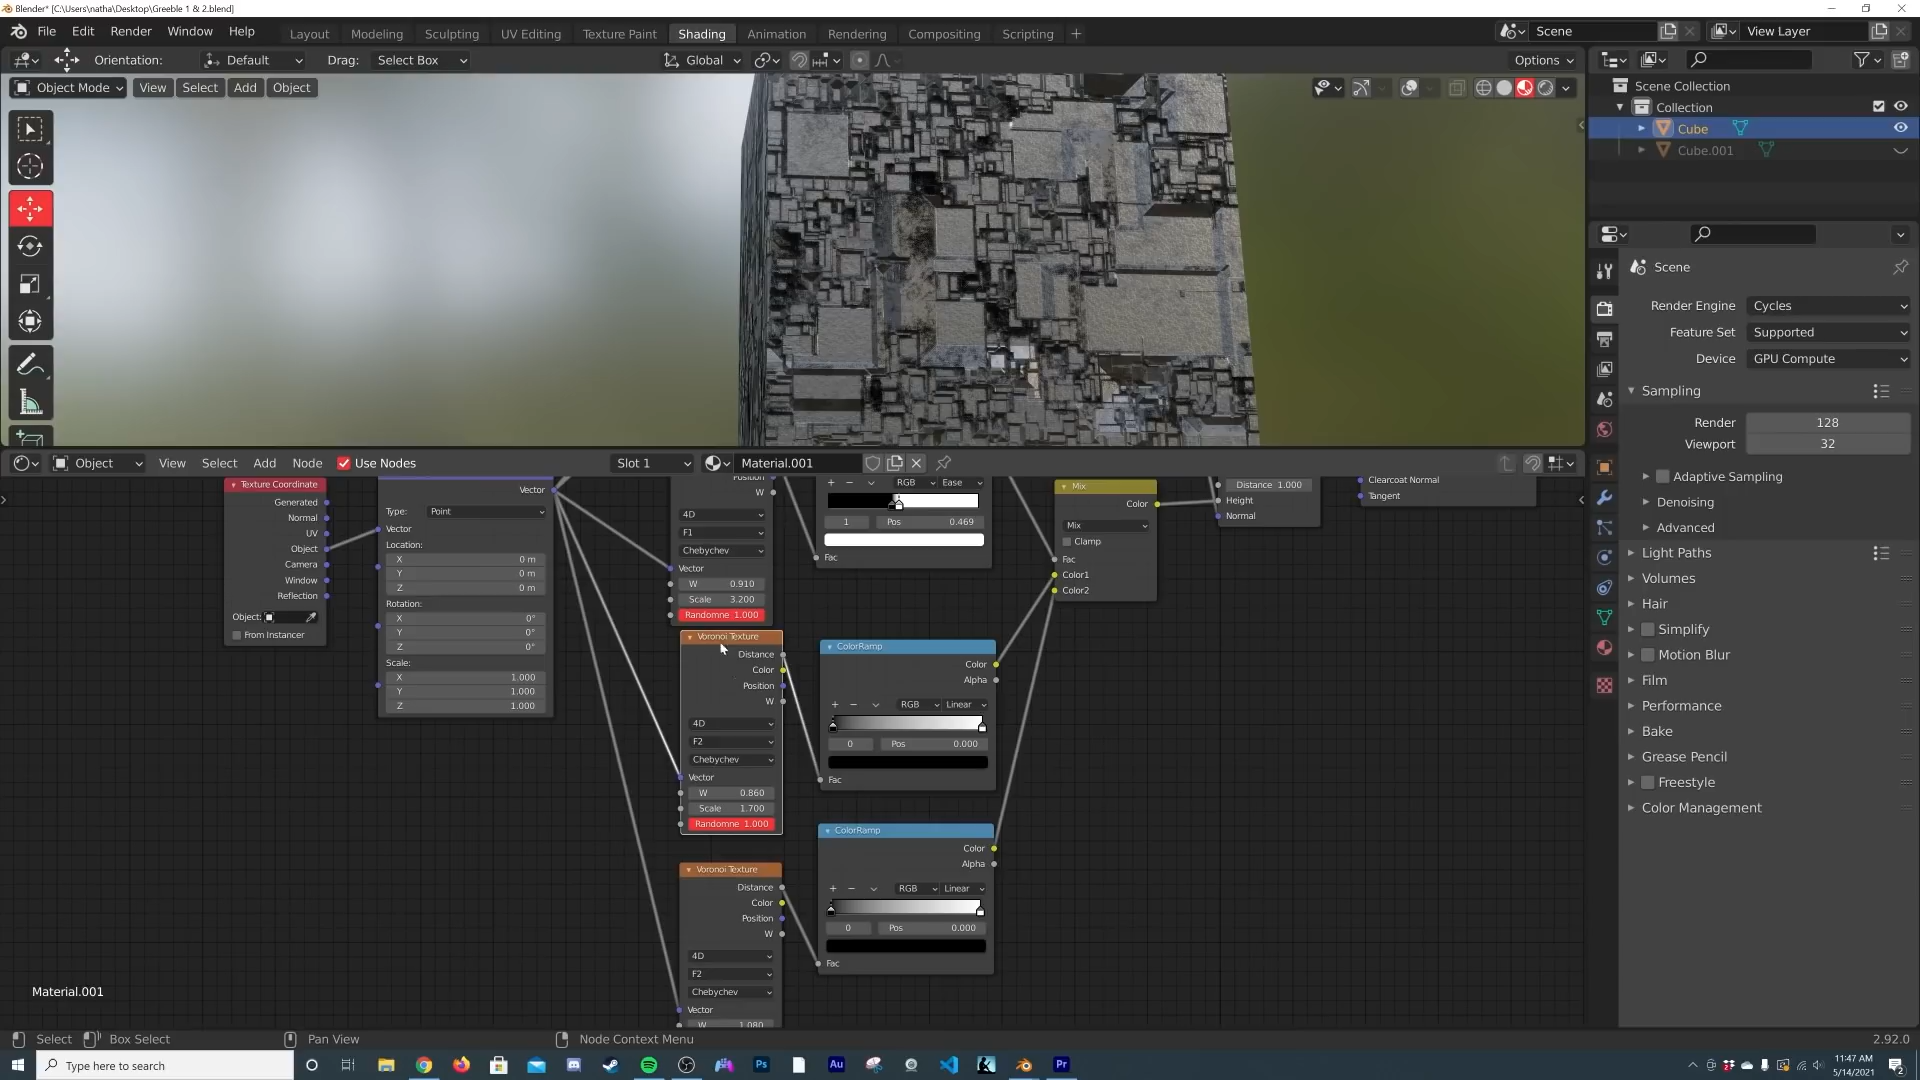 Blender* [C:\Users\natha\Desktop\Greeble 1 & 2.blend]
File Edit Render Window Help Layout Modeling Sculpting UV Editing Texture Paint Shading Animation Rendering Compositing Scripting + Scene View Layer
Orientation: Default Drag: Select Box Global Options
Object Mode View Select Add Object
Scene Collection
Collection
Cube
Cube.001
Scene
Render Engine Cycles
Feature Set Supported
Device GPU Compute
Sampling
Render 128
Viewport 32
Adaptive Sampling
Denoising
Advanced
Light Paths
Volumes
Hair
Simplify
Motion Blur
Film
Performance
Bake
Grease Pencil
Freestyle
Color Management
Object View Select Add Node Use Nodes Slot 1 Material.001
Texture Coordinate
Generated
Normal
UV
Object
Camera
Window
Reflection
Object:
From Instancer
Vector
Type: Point
Vector
Location:
X 0 m
Y 0 m
Z 0 m
Rotation:
X 0°
Y 0°
Z 0°
Scale:
X 1.000
Y 1.000
Z 1.000
Position
W
4D
F1
Chebychev
Vector
W 0.910
Scale 3.200
Randomne 1.000
Voronoi Texture
Distance
Color
Position
W
4D
F2
Chebychev
Vector
W 0.860
Scale 1.700
Randomne 1.000
Voronoi Texture
Distance
Color
Position
W
4D
F2
Chebychev
Vector
W 1.080
+ − RGB Ease
1 Pos 0.469
Fac
ColorRamp
Color
Alpha
+ − RGB Linear
0 Pos 0.000
Fac
ColorRamp
Color
Alpha
+ − RGB Linear
0 Pos 0.000
Fac
Mix
Color
Mix
Clamp
Fac
Color1
Color2
Distance 1.000
Height
Normal
Clearcoat Normal
Tangent
Material.001
Select Box Select Pan View Node Context Menu 2.92.0
Type here to search
Ps
Au
Pr
11:47 AM
5/14/2021
2